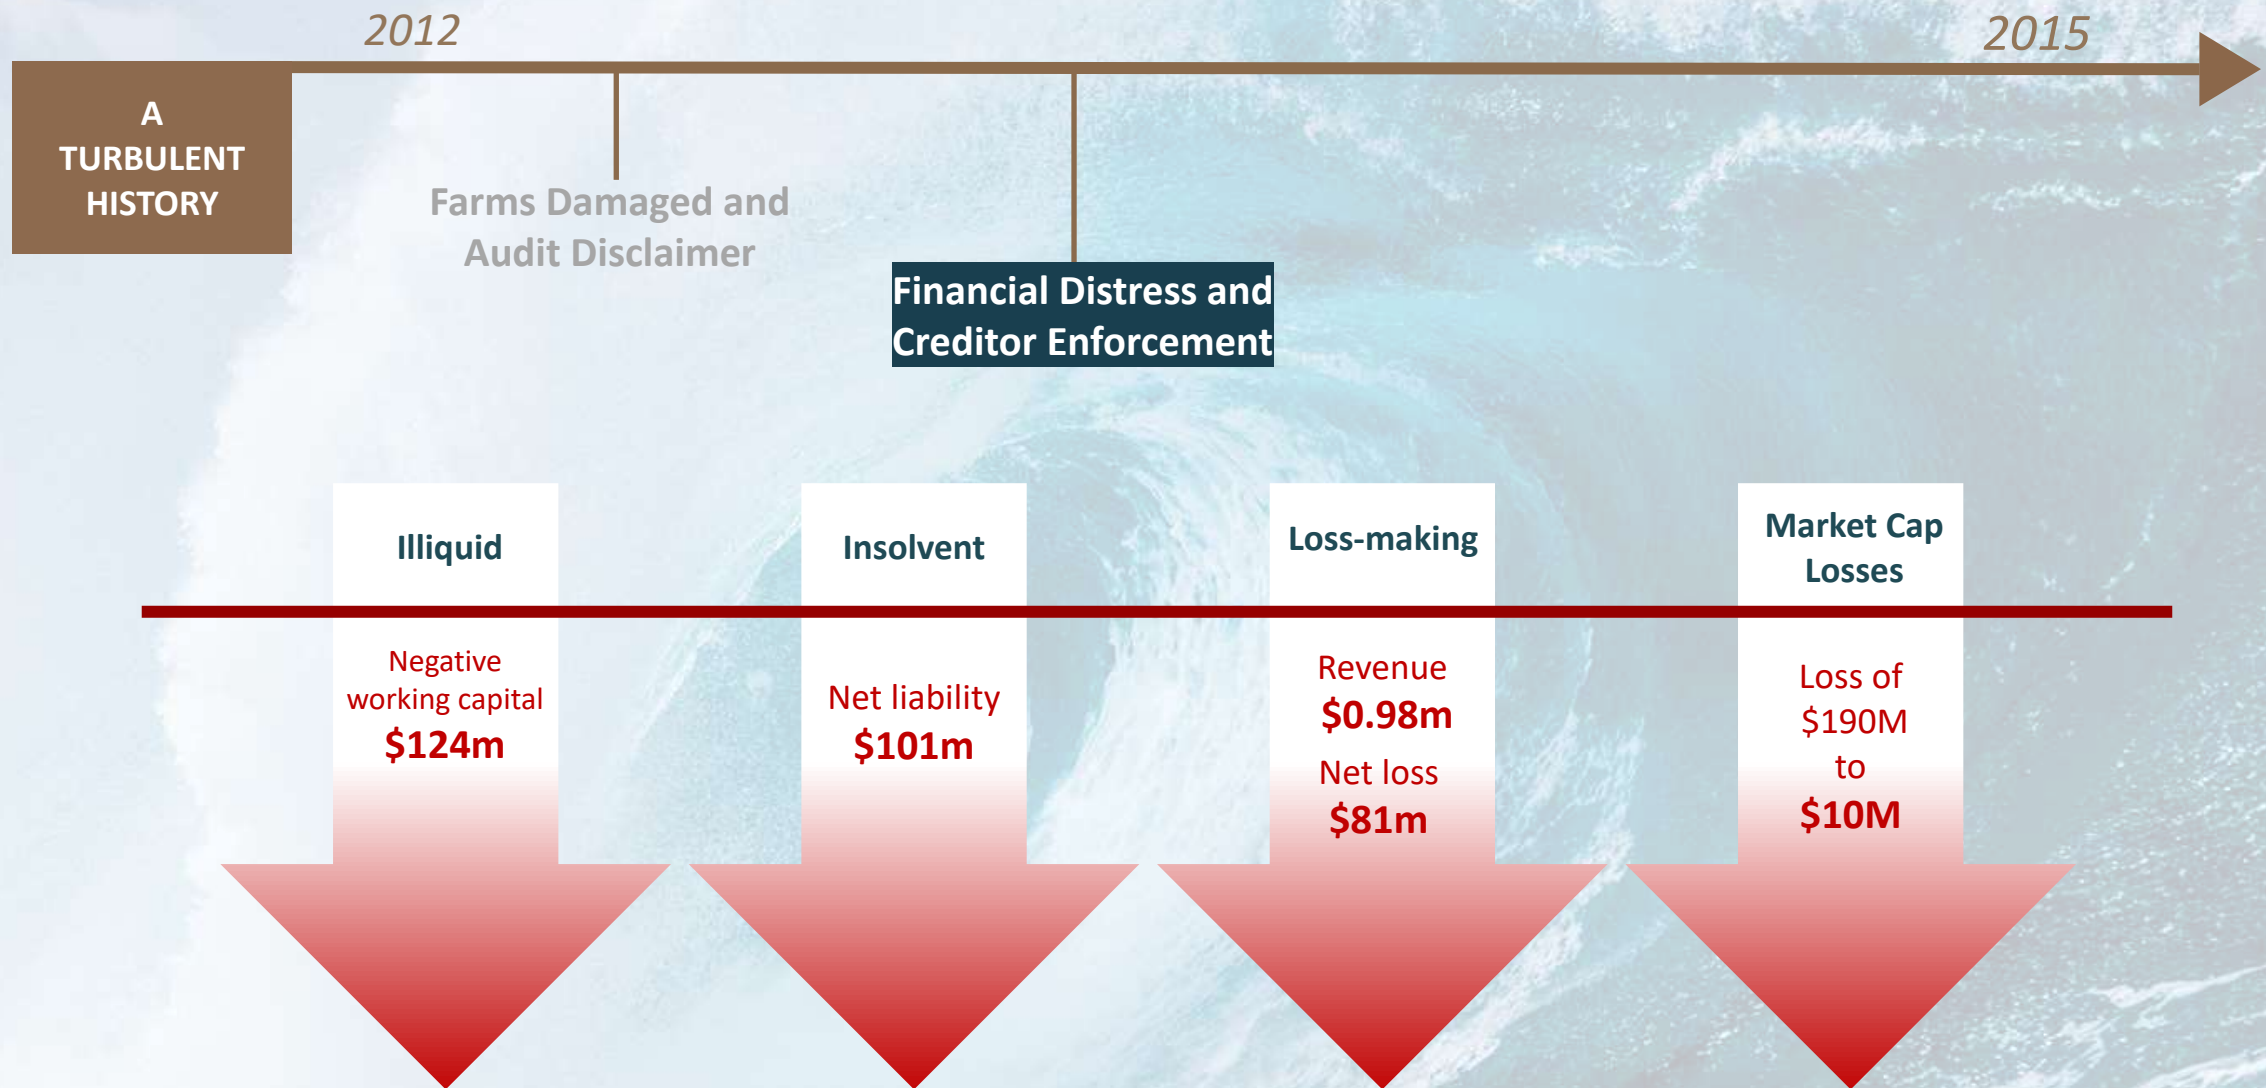 2012
2015
A
TURBULENT
HISTORY
Farms Damaged and
Audit Disclaimer
Financial Distress and
Creditor Enforcement
Illiquid
Negative
working capital
$124m
Insolvent
Net liability
$101m
Loss-making
Revenue
$0.98m
Net loss
$81m
Market Cap
Losses
Loss of
$190M
to
$10M